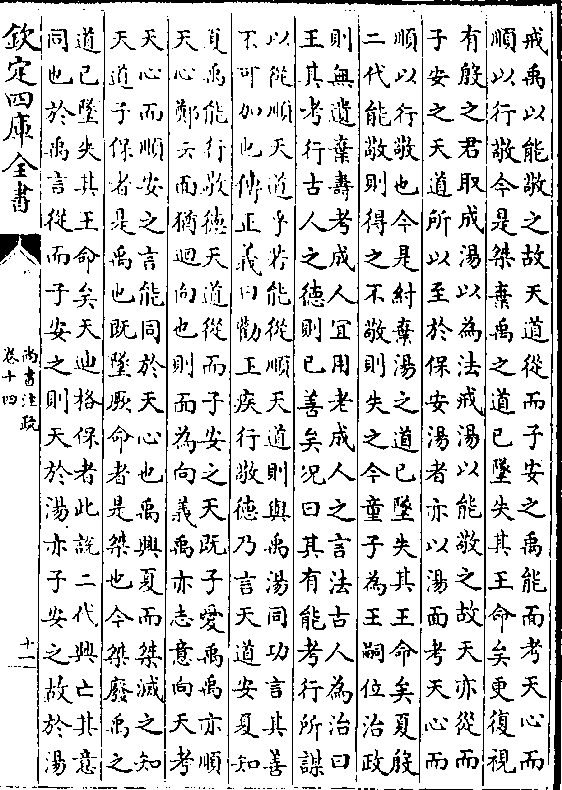 戒禹以能敬之故天道從而子安之禹能面考天心而
順以行敬今是桀棄禹之道已墜失其王命矣更復視
有殷之君取成湯以為法戒湯以能敬之故天亦從而
子安之天道所以至於保安湯者亦以湯面考天心而
順以行敬也今是紂棄湯之道已墜失其王命矣夏殷
二代能敬則得之不敬則失之今童子為王嗣位治政
則無遺棄壽考成人宜用老成人之言法古人為治曰
王其考行古人之德則已善矣況曰其有能考行所謀
以從順天道乎若能從順天道則與禹湯同功言其善
不可加也傳正義曰勸王疾行敬德乃言天道安夏知
夏禹能行敬德天道從而子安之天既子愛禹禹亦順
天心鄭云面猶迴向也則面為向義禹亦志意向天考
天心而順安之言能同於天心也禹興夏而桀滅之知
天道子保者是禹也既墜厥命者是桀也今桀廢禹之
道已墜失其王命矣天迪格保者此説二代興亡其意
同也於禹言從而子安之則天於湯亦子安之故於湯
欽定四庫全書
尚書注疏
卷十四
十二